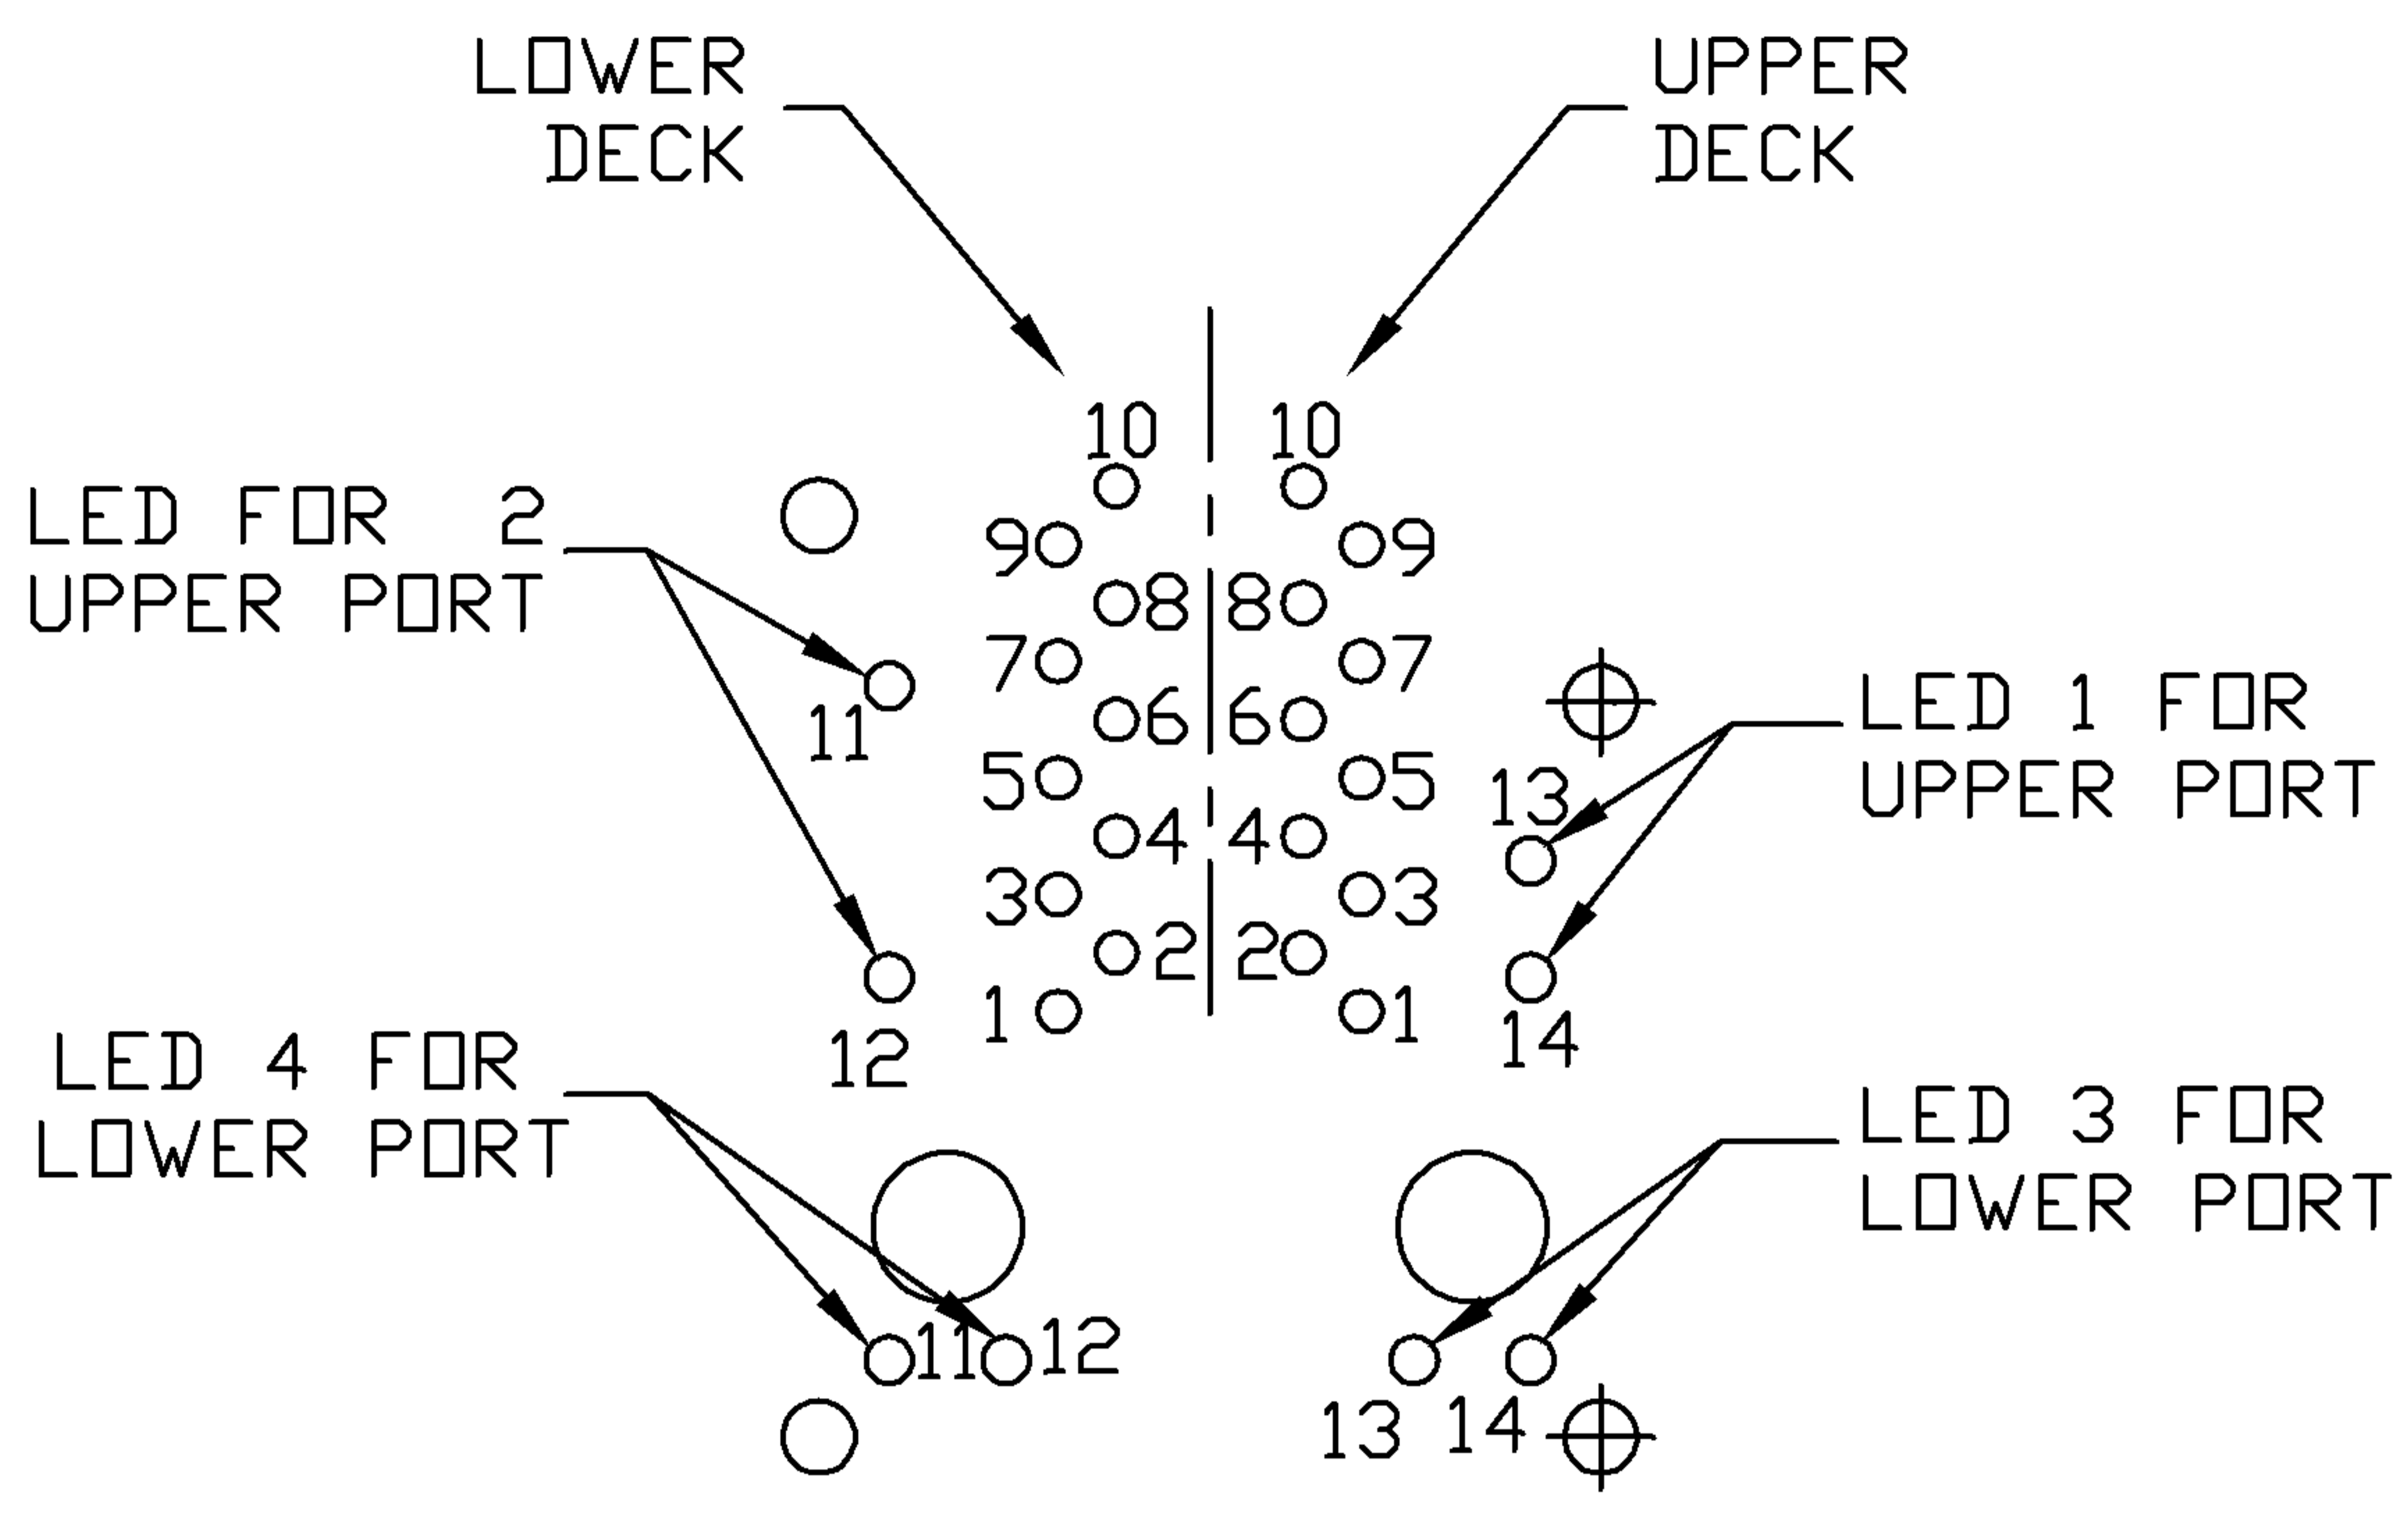 LOWER
DECK
UPPER
DECK
10 10
LED FOR 2
UPPER PORT
9 9
8 8
7 7
11
6 6
LED 1 FOR
UPPER PORT
5 5
13
4 4
3 3
2 2
1 1
12
14
LED 4 FOR
LOWER PORT
LED 3 FOR
LOWER PORT
11 12
13 14